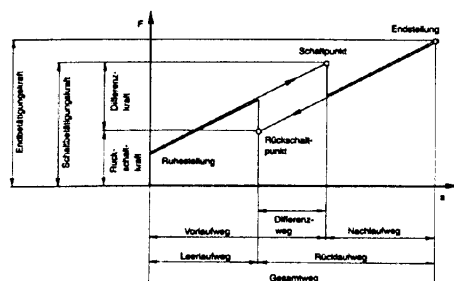 F
Endstellung
Schaltpunkt
Endbetätigungskraft
Schaltbetätigungskraft
Differenz-
kraft
Rück-
schalt-
kraft
Ruhestellung
Rückschalt-
punkt
s
Differenz-
weg
Vorlaufweg
Nachlaufweg
Leerlaufweg
Rücklaufweg
Gesamtweg